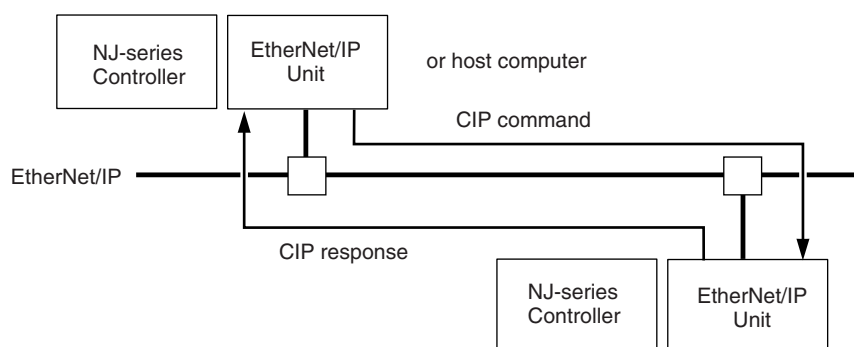 NJ-series
Controller
EtherNet/IP
Unit
or host computer
CIP command
EtherNet/IP
CIP response
NJ-series
Controller
EtherNet/IP
Unit